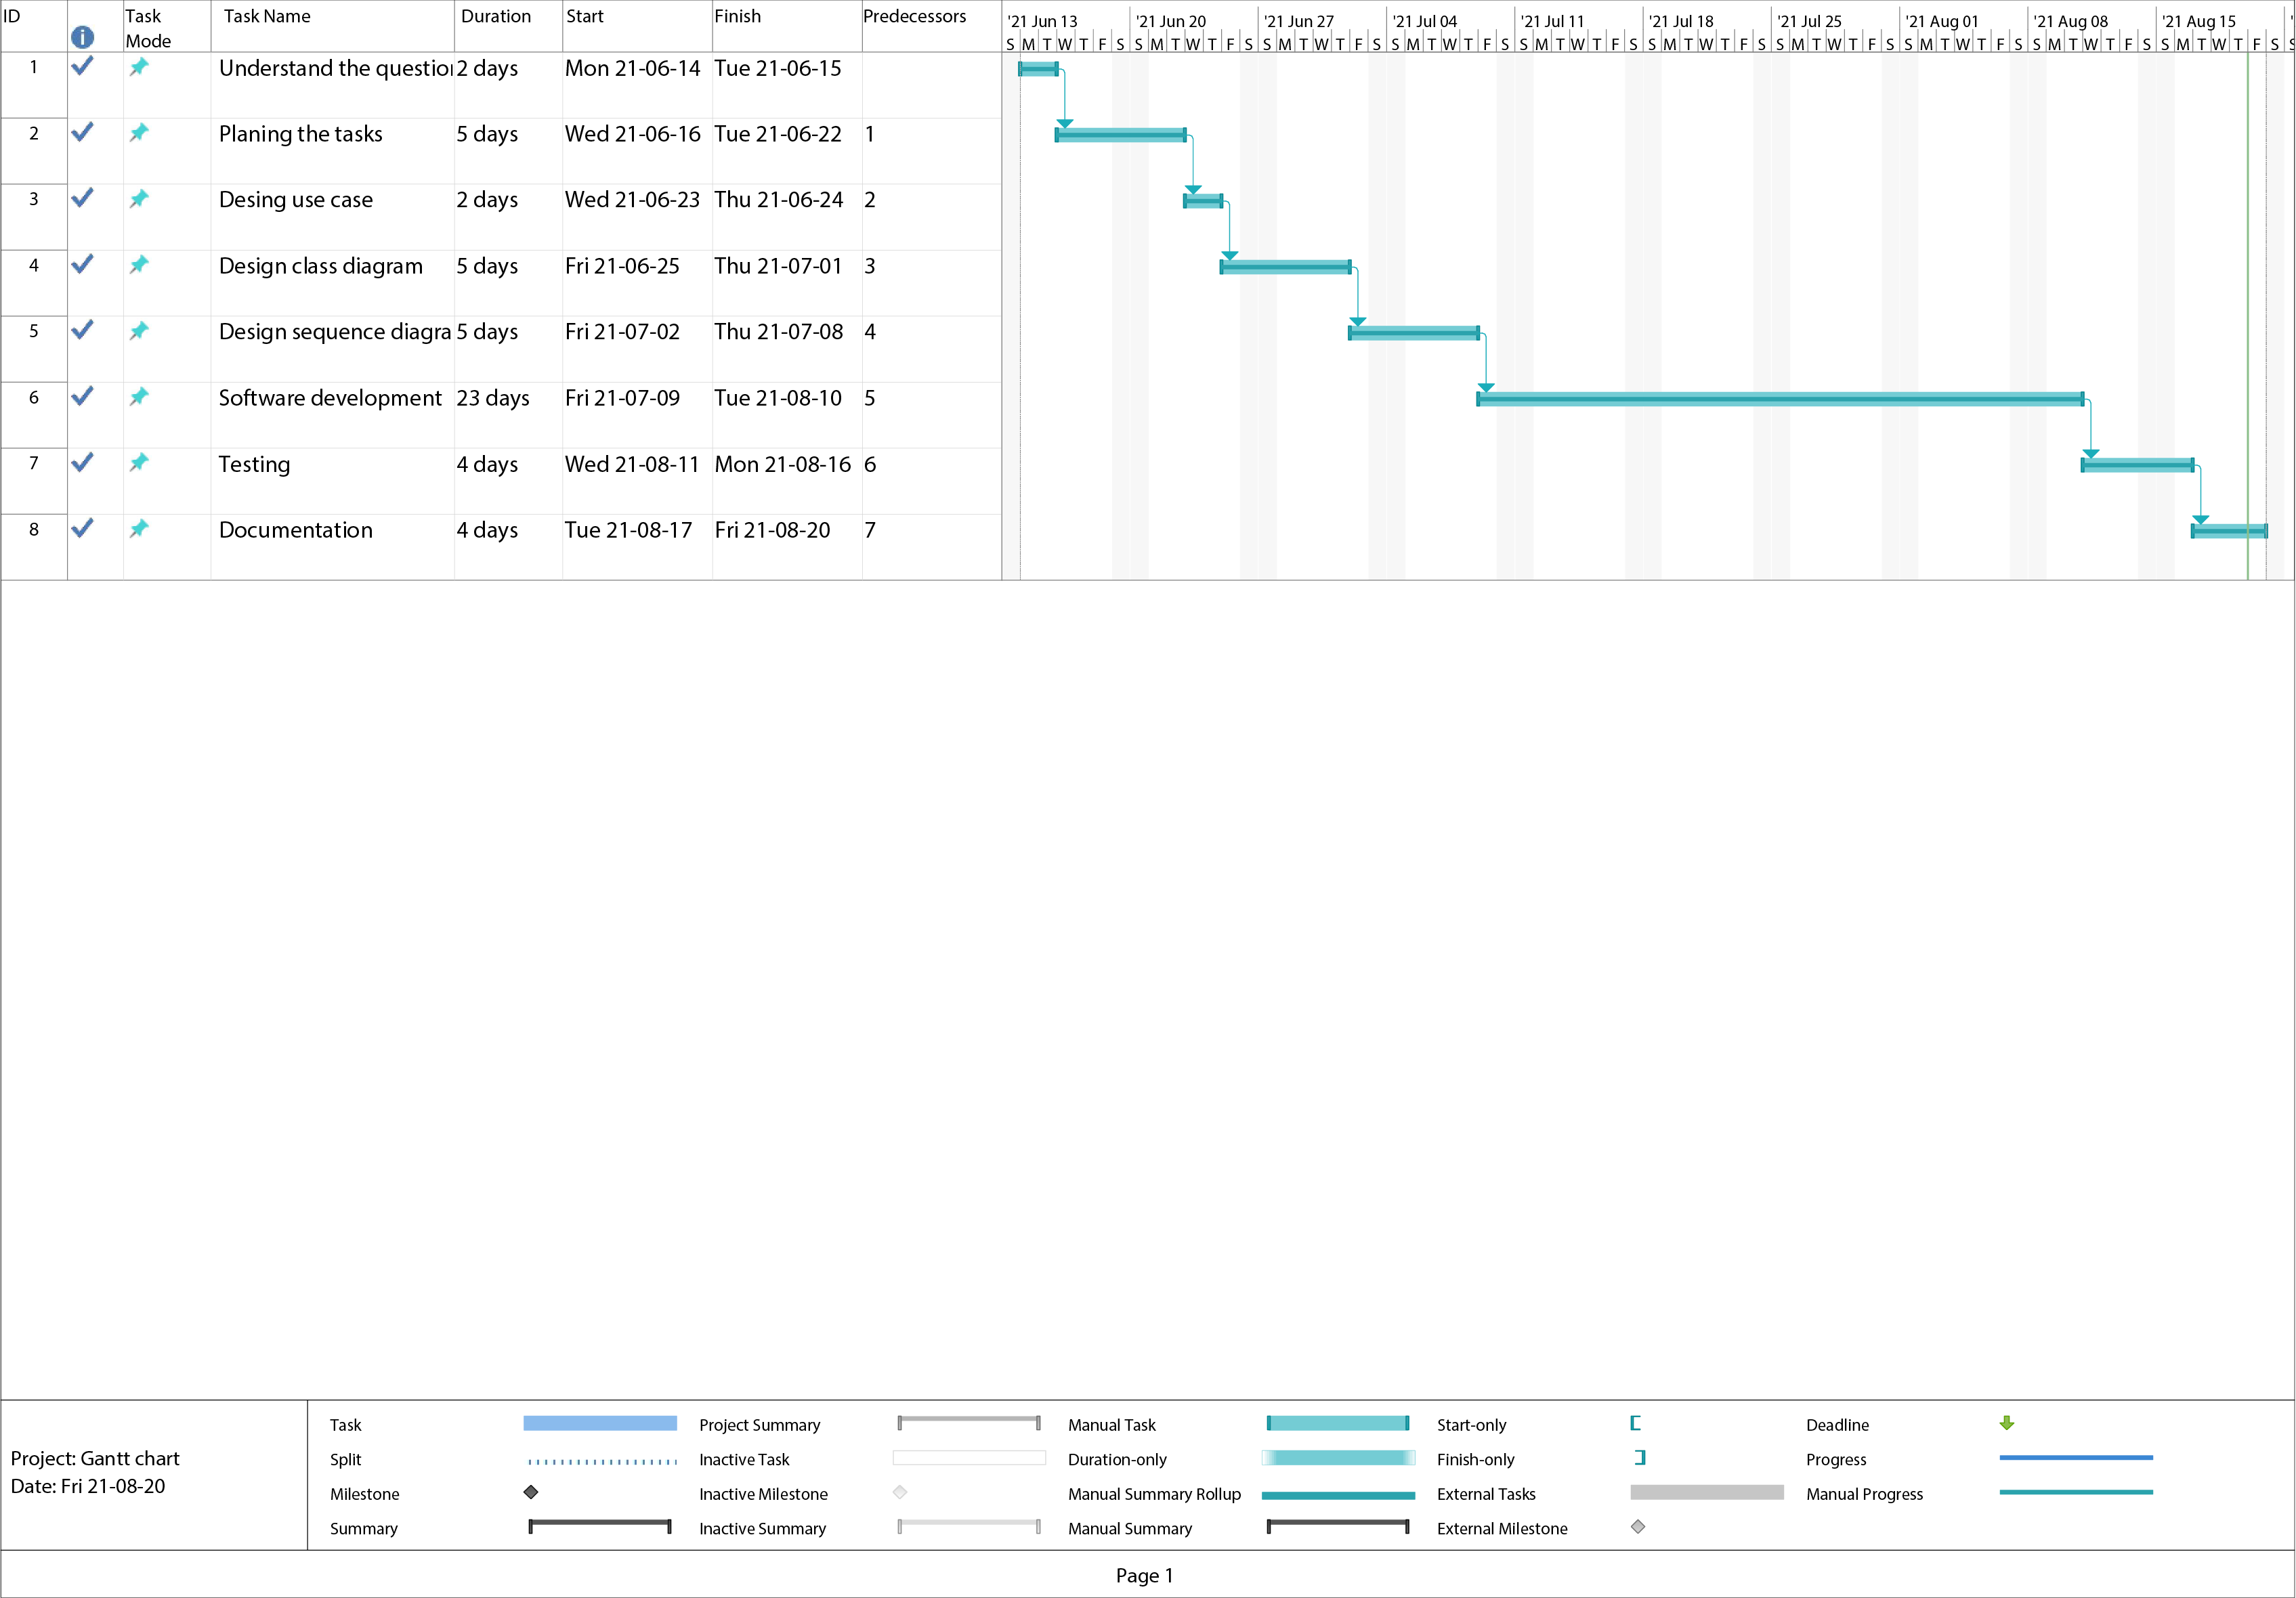 ID Task Mode Task Name Duration Start Finish Predecessors
'21 Jun 13 '21 Jun 20 '21 Jun 27 '21 Jul 04 '21 Jul 11 '21 Jul 18 '21 Jul 25 '21 Aug 01 '21 Aug 08 '21 Aug 15
S M T W T F S S M T W T F S S M T W T F S S M T W T F S S M T W T F S S M T W T F S S M T W T F S S M T W T F S S M T W T F S S M T W T F S
1 Understand the question 2 days Mon 21-06-14 Tue 21-06-15
2 Planing the tasks 5 days Wed 21-06-16 Tue 21-06-22 1
3 Desing use case 2 days Wed 21-06-23 Thu 21-06-24 2
4 Design class diagram 5 days Fri 21-06-25 Thu 21-07-01 3
5 Design sequence diagra 5 days Fri 21-07-02 Thu 21-07-08 4
6 Software development 23 days Fri 21-07-09 Tue 21-08-10 5
7 Testing 4 days Wed 21-08-11 Mon 21-08-16 6
8 Documentation 4 days Tue 21-08-17 Fri 21-08-20 7
Project: Gantt chart
Date: Fri 21-08-20
Task Project Summary Manual Task Start-only Deadline
Split Inactive Task Duration-only Finish-only Progress
Milestone Inactive Milestone Manual Summary Rollup External Tasks Manual Progress
Summary Inactive Summary Manual Summary External Milestone
Page 1